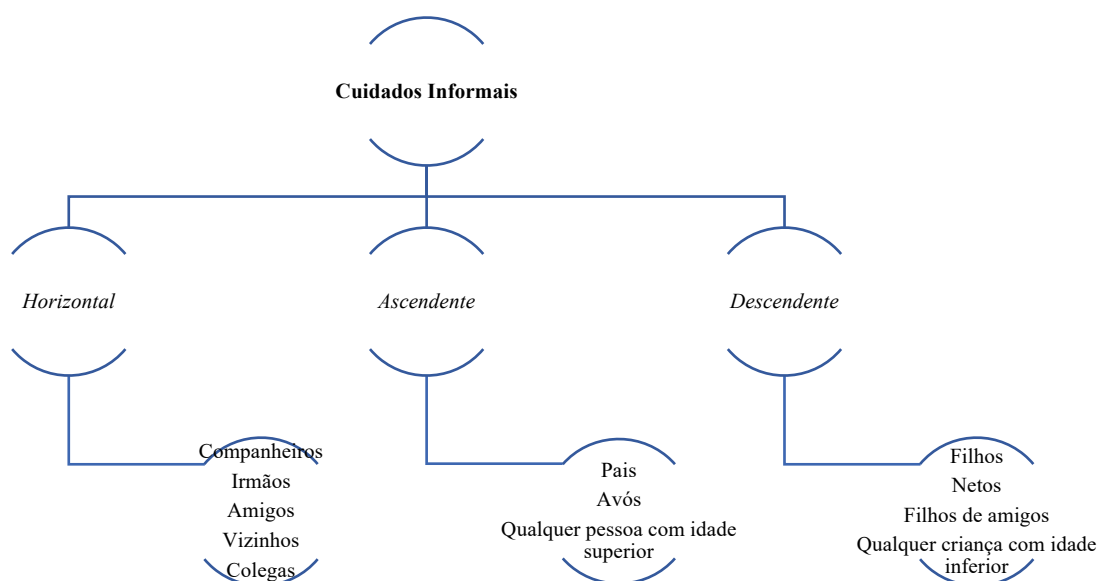 Cuidados Informais
Horizontal
Ascendente
Descendente
Companheiros
Irmãos
Amigos
Vizinhos
Colegas
Pais
Avós
Qualquer pessoa com idade
superior
Filhos
Netos
Filhos de amigos
Qualquer criança com idade
inferior